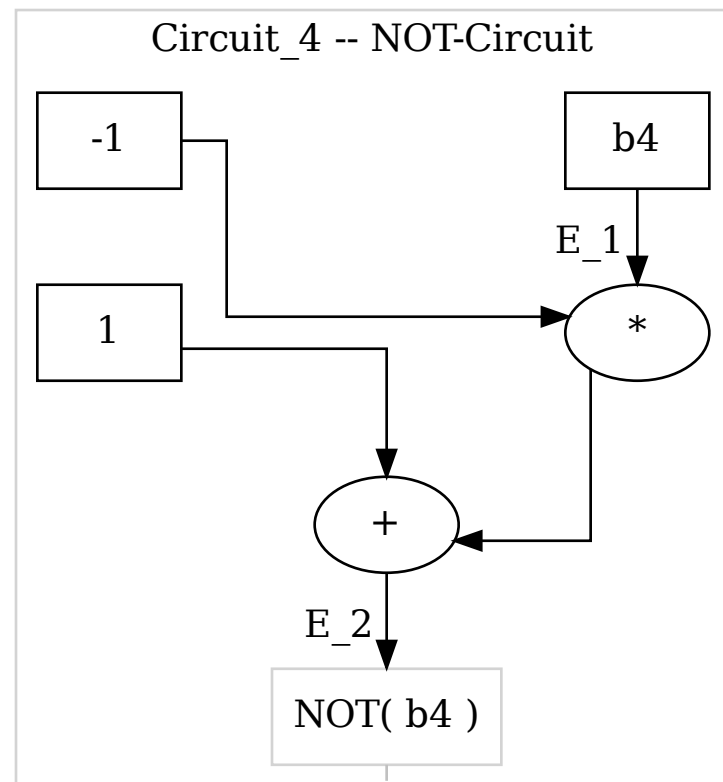 Circuit_4 -- NOT-Circuit
-1
b4
E_1
1
*
+
E_2
NOT( b4 )